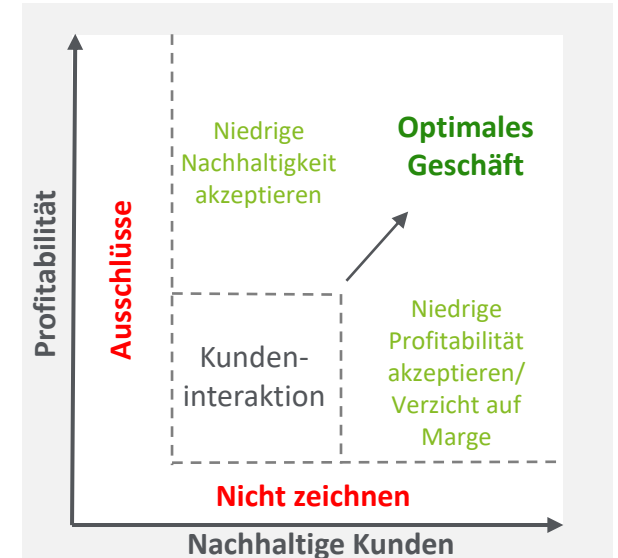 Profitabilität
Ausschlüsse
Niedrige
Nachhaltigkeit
akzeptieren
Optimales
Geschäft
Kunden-
interaktion
Niedrige
Profitabilität
akzeptieren/
Verzicht auf
Marge
Nicht zeichnen
Nachhaltige Kunden